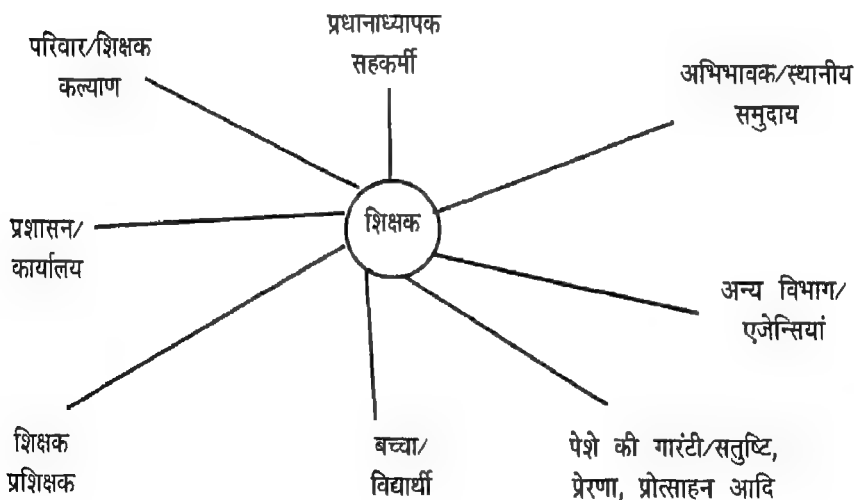 प्रधानाध्यापक
सहकर्मी
परिवार/शिक्षक
कल्याण
अभिभावक/स्थानीय
समुदाय
शिक्षक
प्रशासन/
कार्यालय
अन्य विभाग/
एजेन्सियां
शिक्षक
प्रशिक्षक
बच्चा/
विद्यार्थी
पेशे की गारंटी/सतुष्टि,
प्रेरणा, प्रोत्साहन आदि